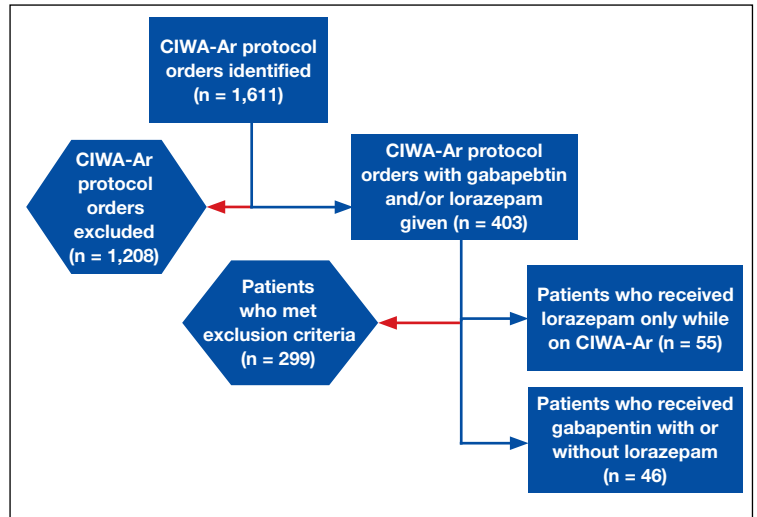 CIWA-Ar protocol
orders identified
(n = 1,611)
CIWA-Ar
protocol
orders
excluded
(n = 1,208)
CIWA-Ar protocol
orders with gabapebtin
and/or lorazepam
given (n = 403)
Patients
who met
exclusion criteria
(n = 299)
Patients who received
lorazepam only while
on CIWA-Ar (n = 55)
Patients who received
gabapentin with or
without lorazepam
(n = 46)